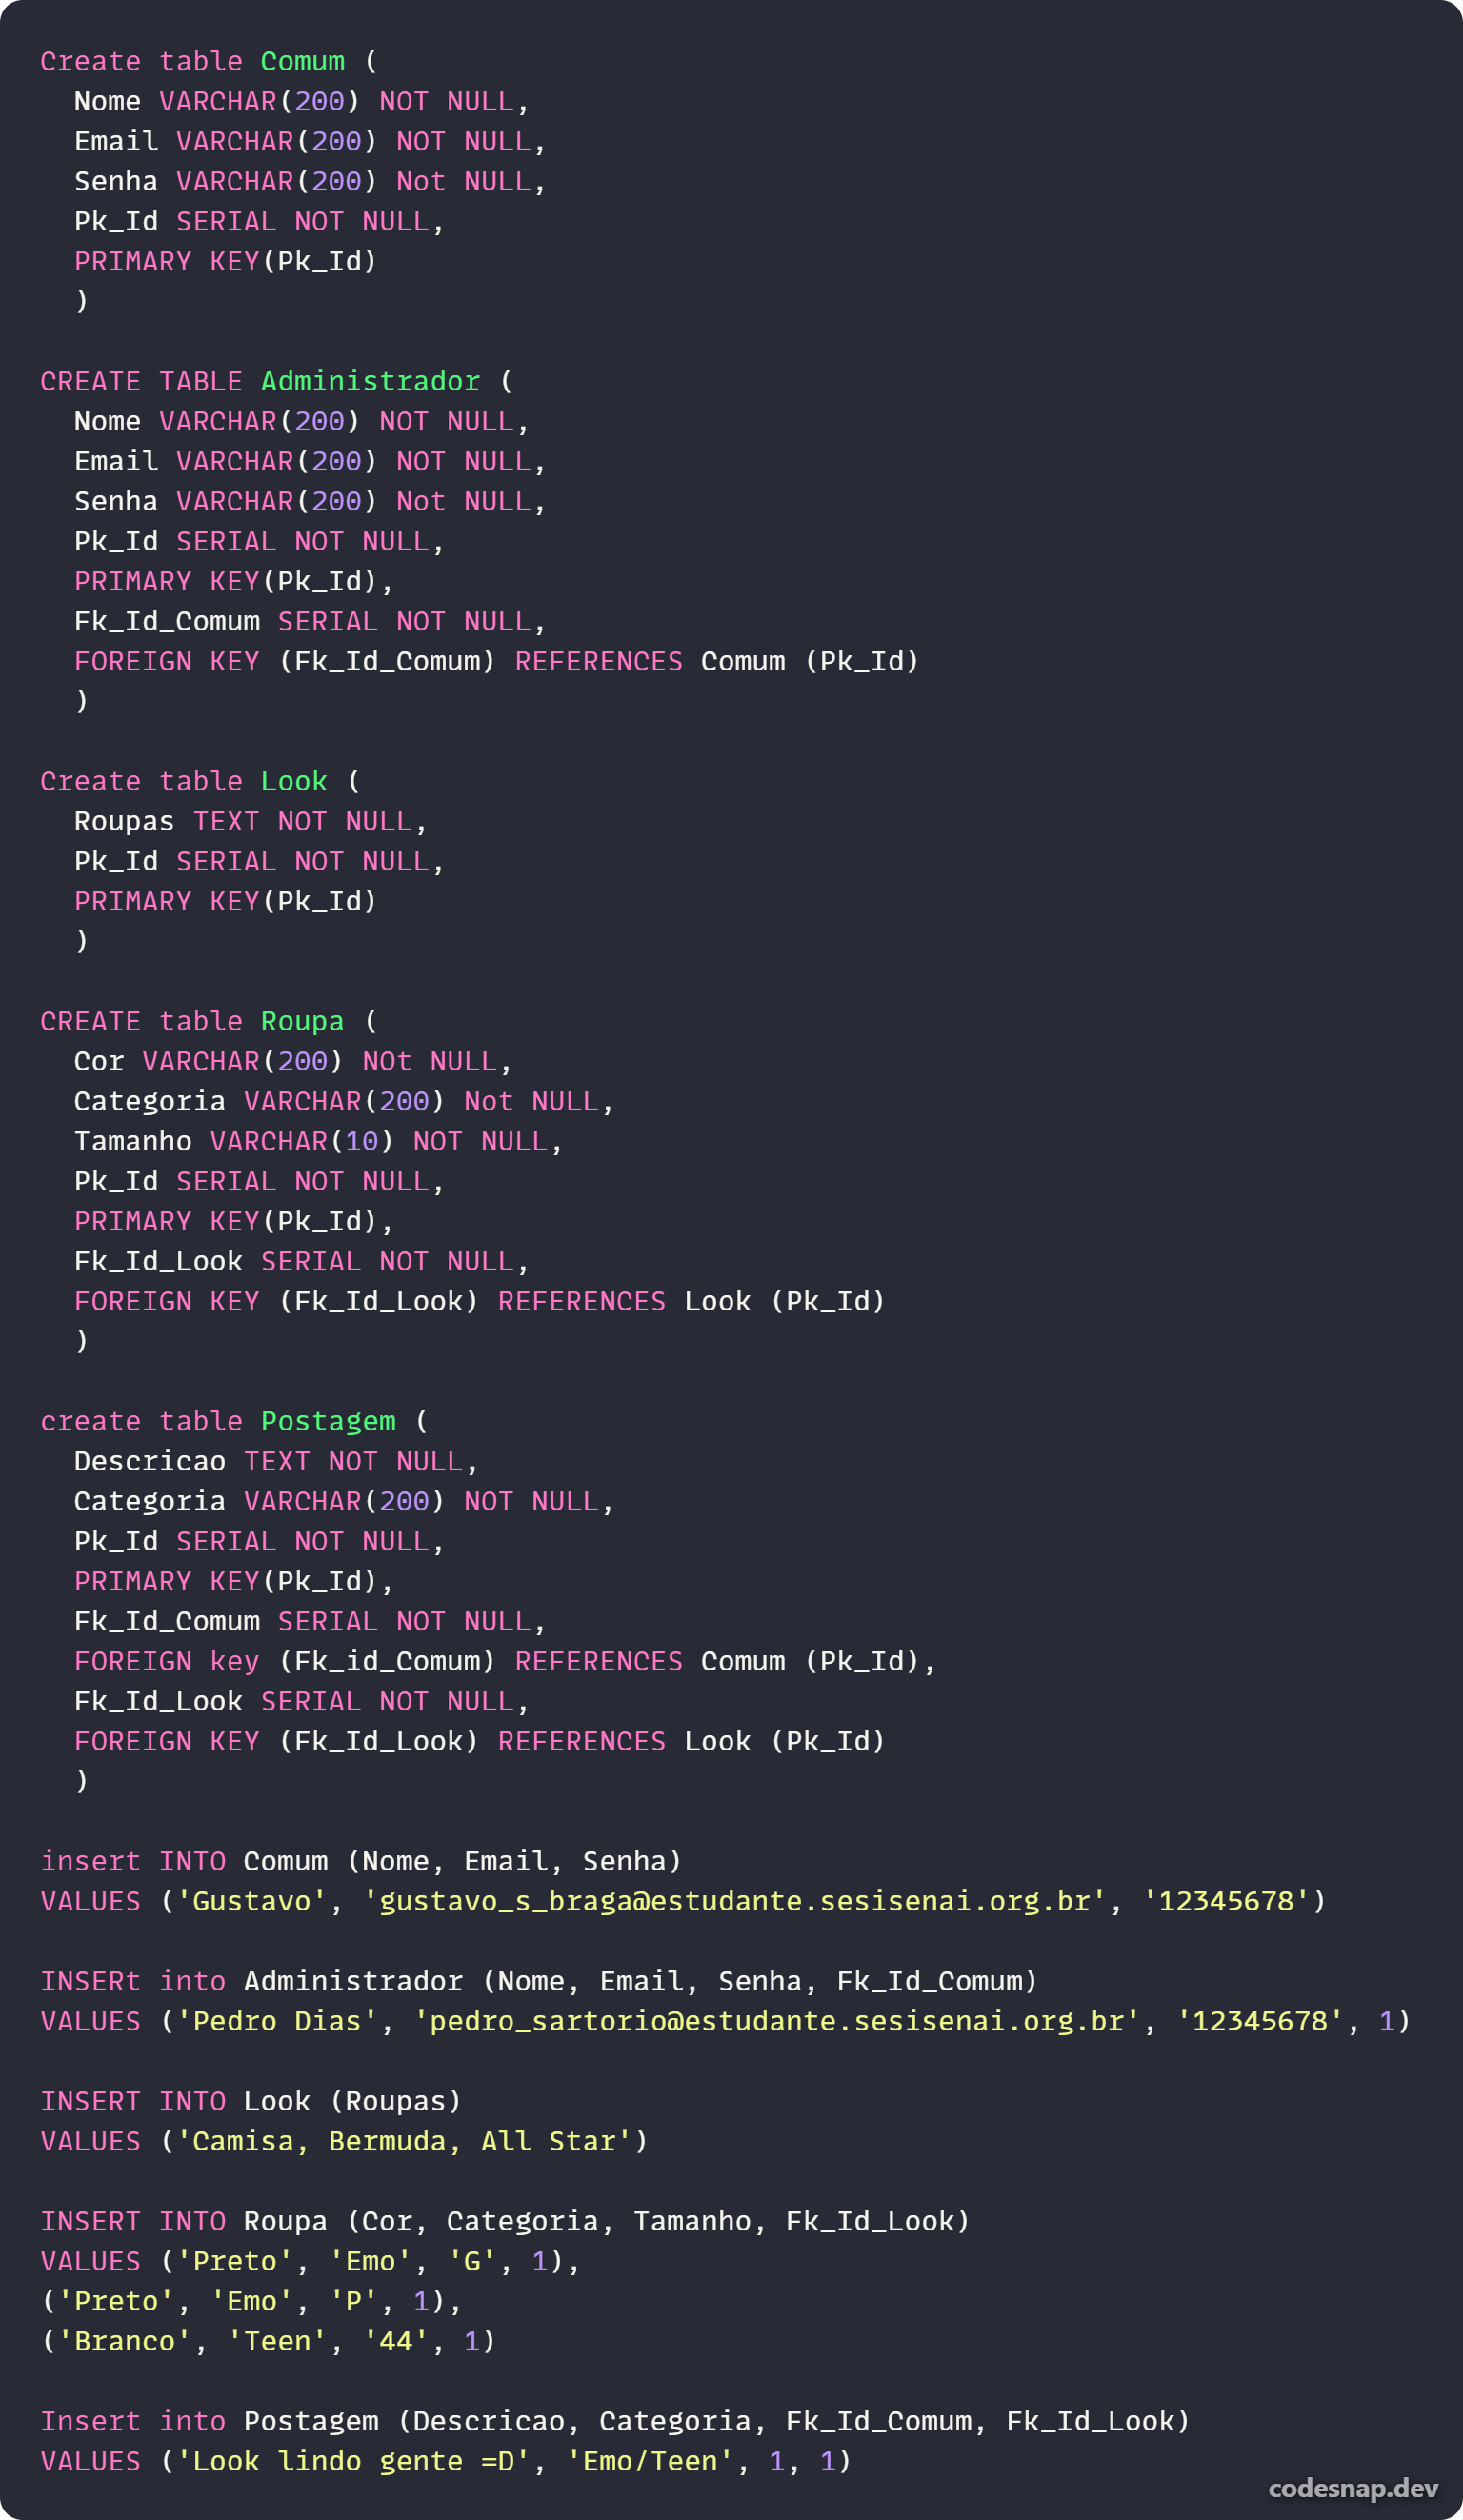 Create table Comum (
  Nome VARCHAR(200) NOT NULL,
  Email VARCHAR(200) NOT NULL,
  Senha VARCHAR(200) Not NULL,
  Pk_Id SERIAL NOT NULL,
  PRIMARY KEY(Pk_Id)
  )

CREATE TABLE Administrador (
  Nome VARCHAR(200) NOT NULL,
  Email VARCHAR(200) NOT NULL,
  Senha VARCHAR(200) Not NULL,
  Pk_Id SERIAL NOT NULL,
  PRIMARY KEY(Pk_Id),
  Fk_Id_Comum SERIAL NOT NULL,
  FOREIGN KEY (Fk_Id_Comum) REFERENCES Comum (Pk_Id)
  )

Create table Look (
  Roupas TEXT NOT NULL,
  Pk_Id SERIAL NOT NULL,
  PRIMARY KEY(Pk_Id)
  )

CREATE table Roupa (
  Cor VARCHAR(200) NOt NULL,
  Categoria VARCHAR(200) Not NULL,
  Tamanho VARCHAR(10) NOT NULL,
  Pk_Id SERIAL NOT NULL,
  PRIMARY KEY(Pk_Id),
  Fk_Id_Look SERIAL NOT NULL,
  FOREIGN KEY (Fk_Id_Look) REFERENCES Look (Pk_Id)
  )

create table Postagem (
  Descricao TEXT NOT NULL,
  Categoria VARCHAR(200) NOT NULL,
  Pk_Id SERIAL NOT NULL,
  PRIMARY KEY(Pk_Id),
  Fk_Id_Comum SERIAL NOT NULL,
  FOREIGN key (Fk_id_Comum) REFERENCES Comum (Pk_Id),
  Fk_Id_Look SERIAL NOT NULL,
  FOREIGN KEY (Fk_Id_Look) REFERENCES Look (Pk_Id)
  )

insert INTO Comum (Nome, Email, Senha)
VALUES ('Gustavo', 'gustavo_s_braga@estudante.sesisenai.org.br', '12345678')

INSERt into Administrador (Nome, Email, Senha, Fk_Id_Comum)
VALUES ('Pedro Dias', 'pedro_sartorio@estudante.sesisenai.org.br', '12345678', 1)

INSERT INTO Look (Roupas)
VALUES ('Camisa, Bermuda, All Star')

INSERT INTO Roupa (Cor, Categoria, Tamanho, Fk_Id_Look)
VALUES ('Preto', 'Emo', 'G', 1),
('Preto', 'Emo', 'P', 1),
('Branco', 'Teen', '44', 1)

Insert into Postagem (Descricao, Categoria, Fk_Id_Comum, Fk_Id_Look)
VALUES ('Look lindo gente =D', 'Emo/Teen', 1, 1)
codesnap.dev